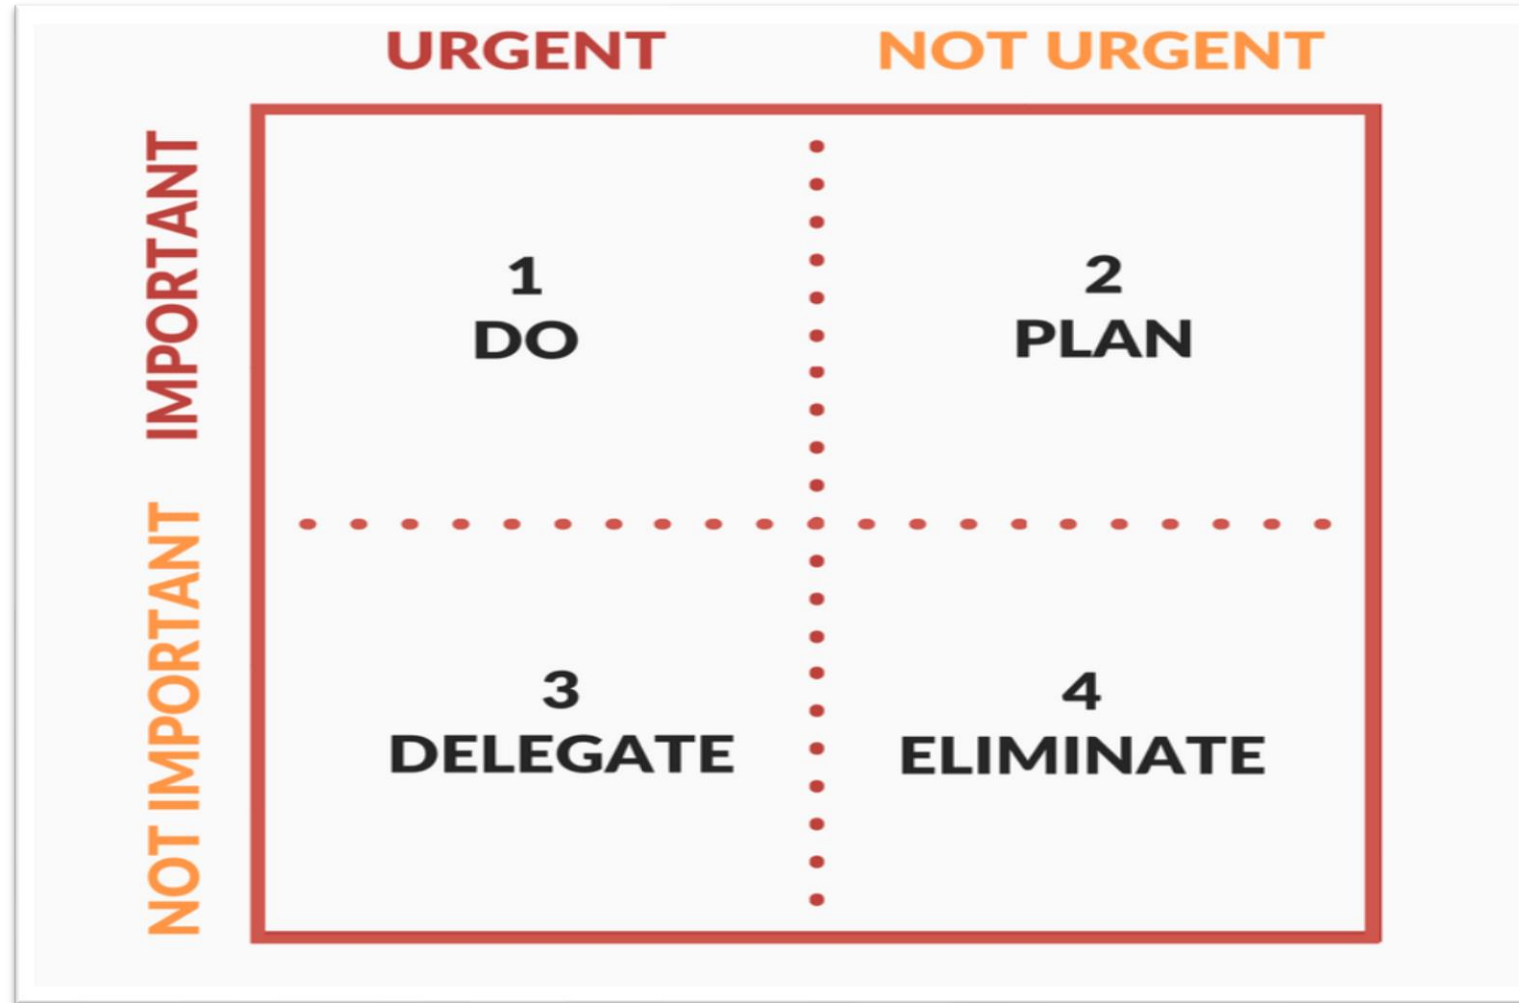 URGENT NOT URGENT
IMPORTANT
1
DO
2
PLAN
NOT IMPORTANT
3
DELEGATE
4
ELIMINATE